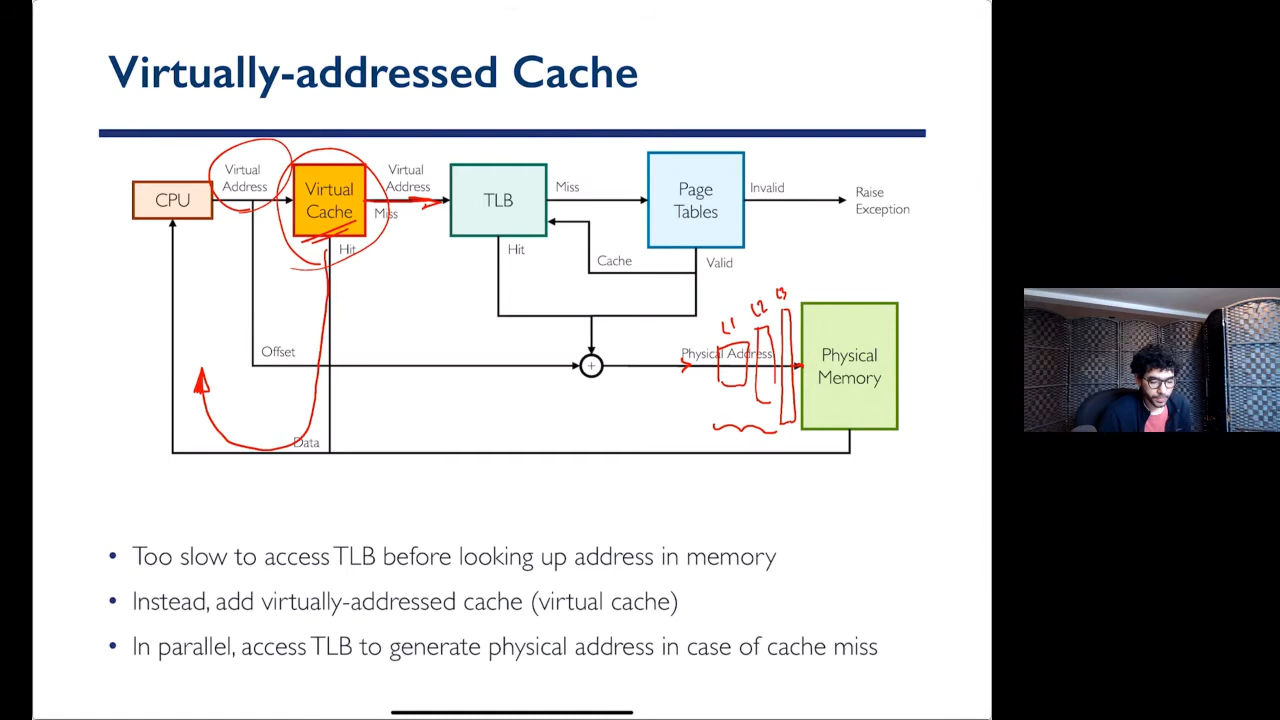 Virtually-addressed Cache
CPU
Virtual
Address
Virtual
Cache
Hit
Virtual
Address
Miss
TLB
Hit
Miss
Cache
Page
Tables
Valid
Invalid
Raise
Exception
Offset
+
Physical Address
L1
L2
L3
Physical
Memory
Data
• Too slow to access TLB before looking up address in memory
• Instead, add virtually-addressed cache (virtual cache)
• In parallel, access TLB to generate physical address in case of cache miss